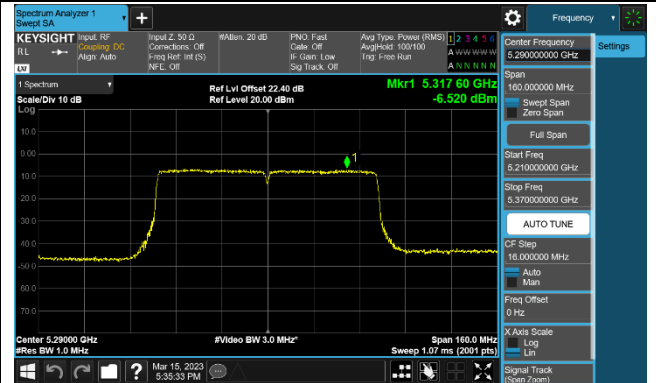 Spectrum Analyzer 1
Swept SA
Frequency
KEYSIGHT
RL
LXI
Input: RF
Coupling: DC
Align: Auto
Input Z: 50 Ω
Corrections: Off
Freq Ref: Int (S)
NFE: Off
#Atten: 20 dB
PNO: Fast
Gate: Off
IF Gain: Low
Sig Track: Off
Avg Type: Power (RMS)
Avg|Hold: 100/100
Trig: Free Run
1 2 3 4 5 6
A W W W W W
A N N N N N
1 Spectrum
Scale/Div 10 dB
Log
Ref Lvl Offset 22.40 dB
Ref Level 20.00 dBm
Mkr1 5.317 60 GHz
-6.520 dBm
1
10.0
0.00
-10.0
-20.0
-30.0
-40.0
-50.0
-60.0
-70.0
Center 5.29000 GHz
#Res BW 1.0 MHz
#Video BW 3.0 MHz*
Span 160.0 MHz
Sweep 1.07 ms (2001 pts)
Mar 15, 2023
5:35:33 PM
Center Frequency
5.290000000 GHz
Settings
Span
160.000000 MHz
Swept Span
Zero Span
Full Span
Start Freq
5.210000000 GHz
Stop Freq
5.370000000 GHz
AUTO TUNE
CF Step
16.000000 MHz
Auto
Man
Freq Offset
0 Hz
X Axis Scale
Log
Lin
Signal Track
(Span Zoom)